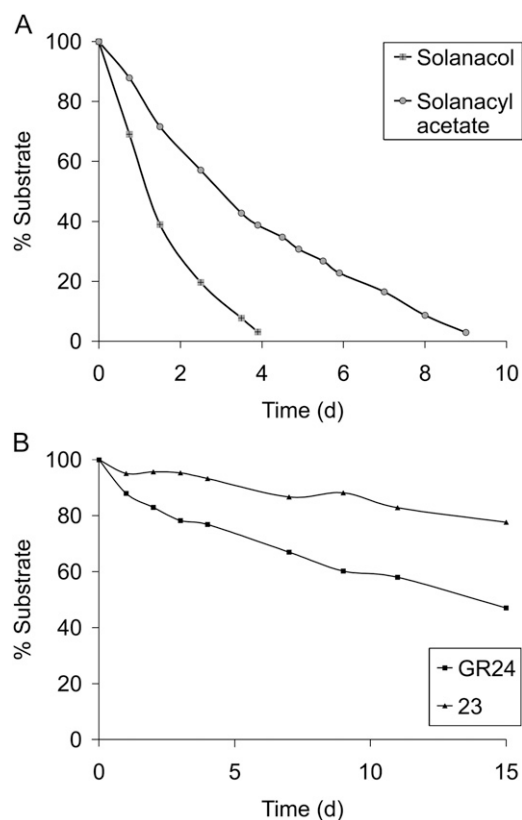 A
100
80
60
40
20
0
% Substrate
0 2 4 6 8 10
Time (d)
Solanacol
Solanacyl
acetate
B
100
80
60
40
20
0
% Substrate
0 5 10 15
Time (d)
GR24
23